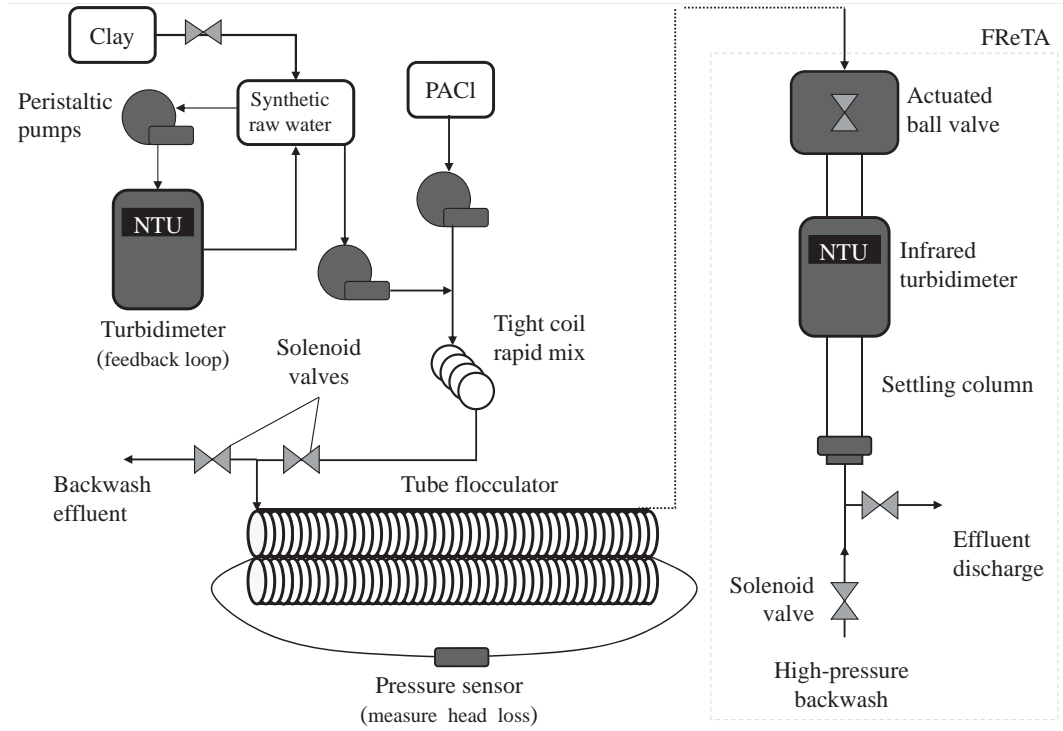 Clay
Peristaltic
pumps
Synthetic
raw water
PACl
NTU
Turbidimeter
(feedback loop)
Solenoid
valves
Tight coil
rapid mix
Backwash
effluent
Tube flocculator
Pressure sensor
(measure head loss)
FReTA
Actuated
ball valve
NTU
Infrared
turbidimeter
Settling column
Effluent
discharge
Solenoid
valve
High-pressure
backwash